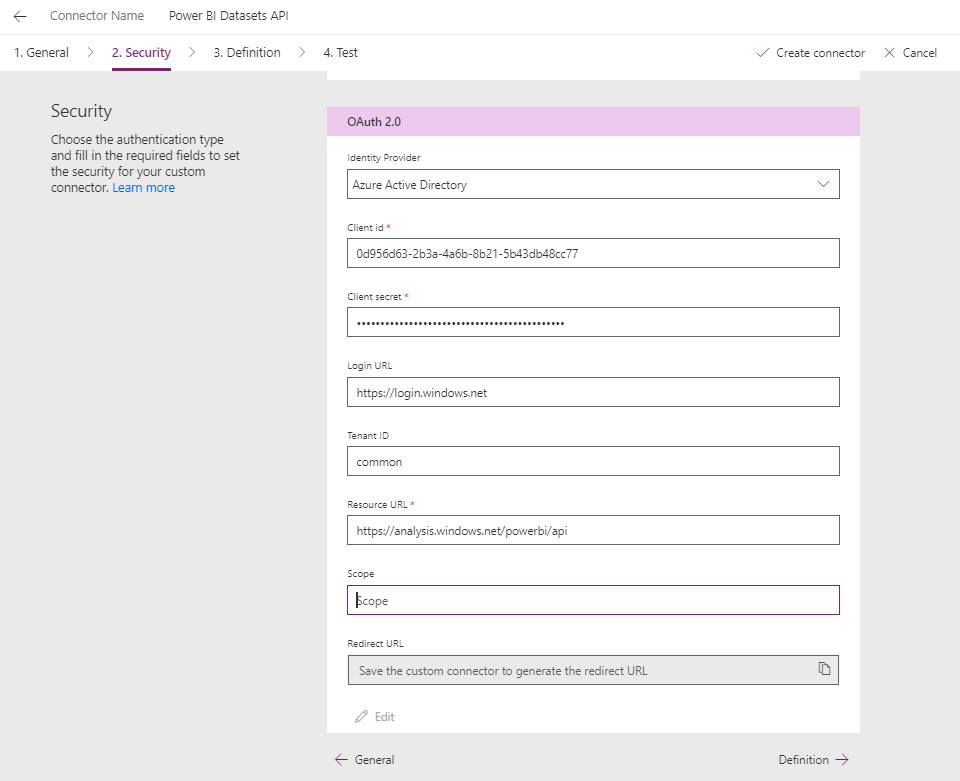 Connector Name Power BI Datasets API
1. General 2. Security 3. Definition 4. Test Create connector Cancel
Security
Choose the authentication type
and fill in the required fields to set
the security for your custom
connector. Learn more
OAuth 2.0
Identity Provider
Azure Active Directory
Client id *
0d956d63-2b3a-4a6b-8b21-5b43db48cc77
Client secret *
•••••••••••••••••••••••••••••••••••••••••••
Login URL
https://login.windows.net
Tenant ID
common
Resource URL *
https://analysis.windows.net/powerbi/api
Scope
Scope
Redirect URL
Save the custom connector to generate the redirect URL
Edit
General Definition